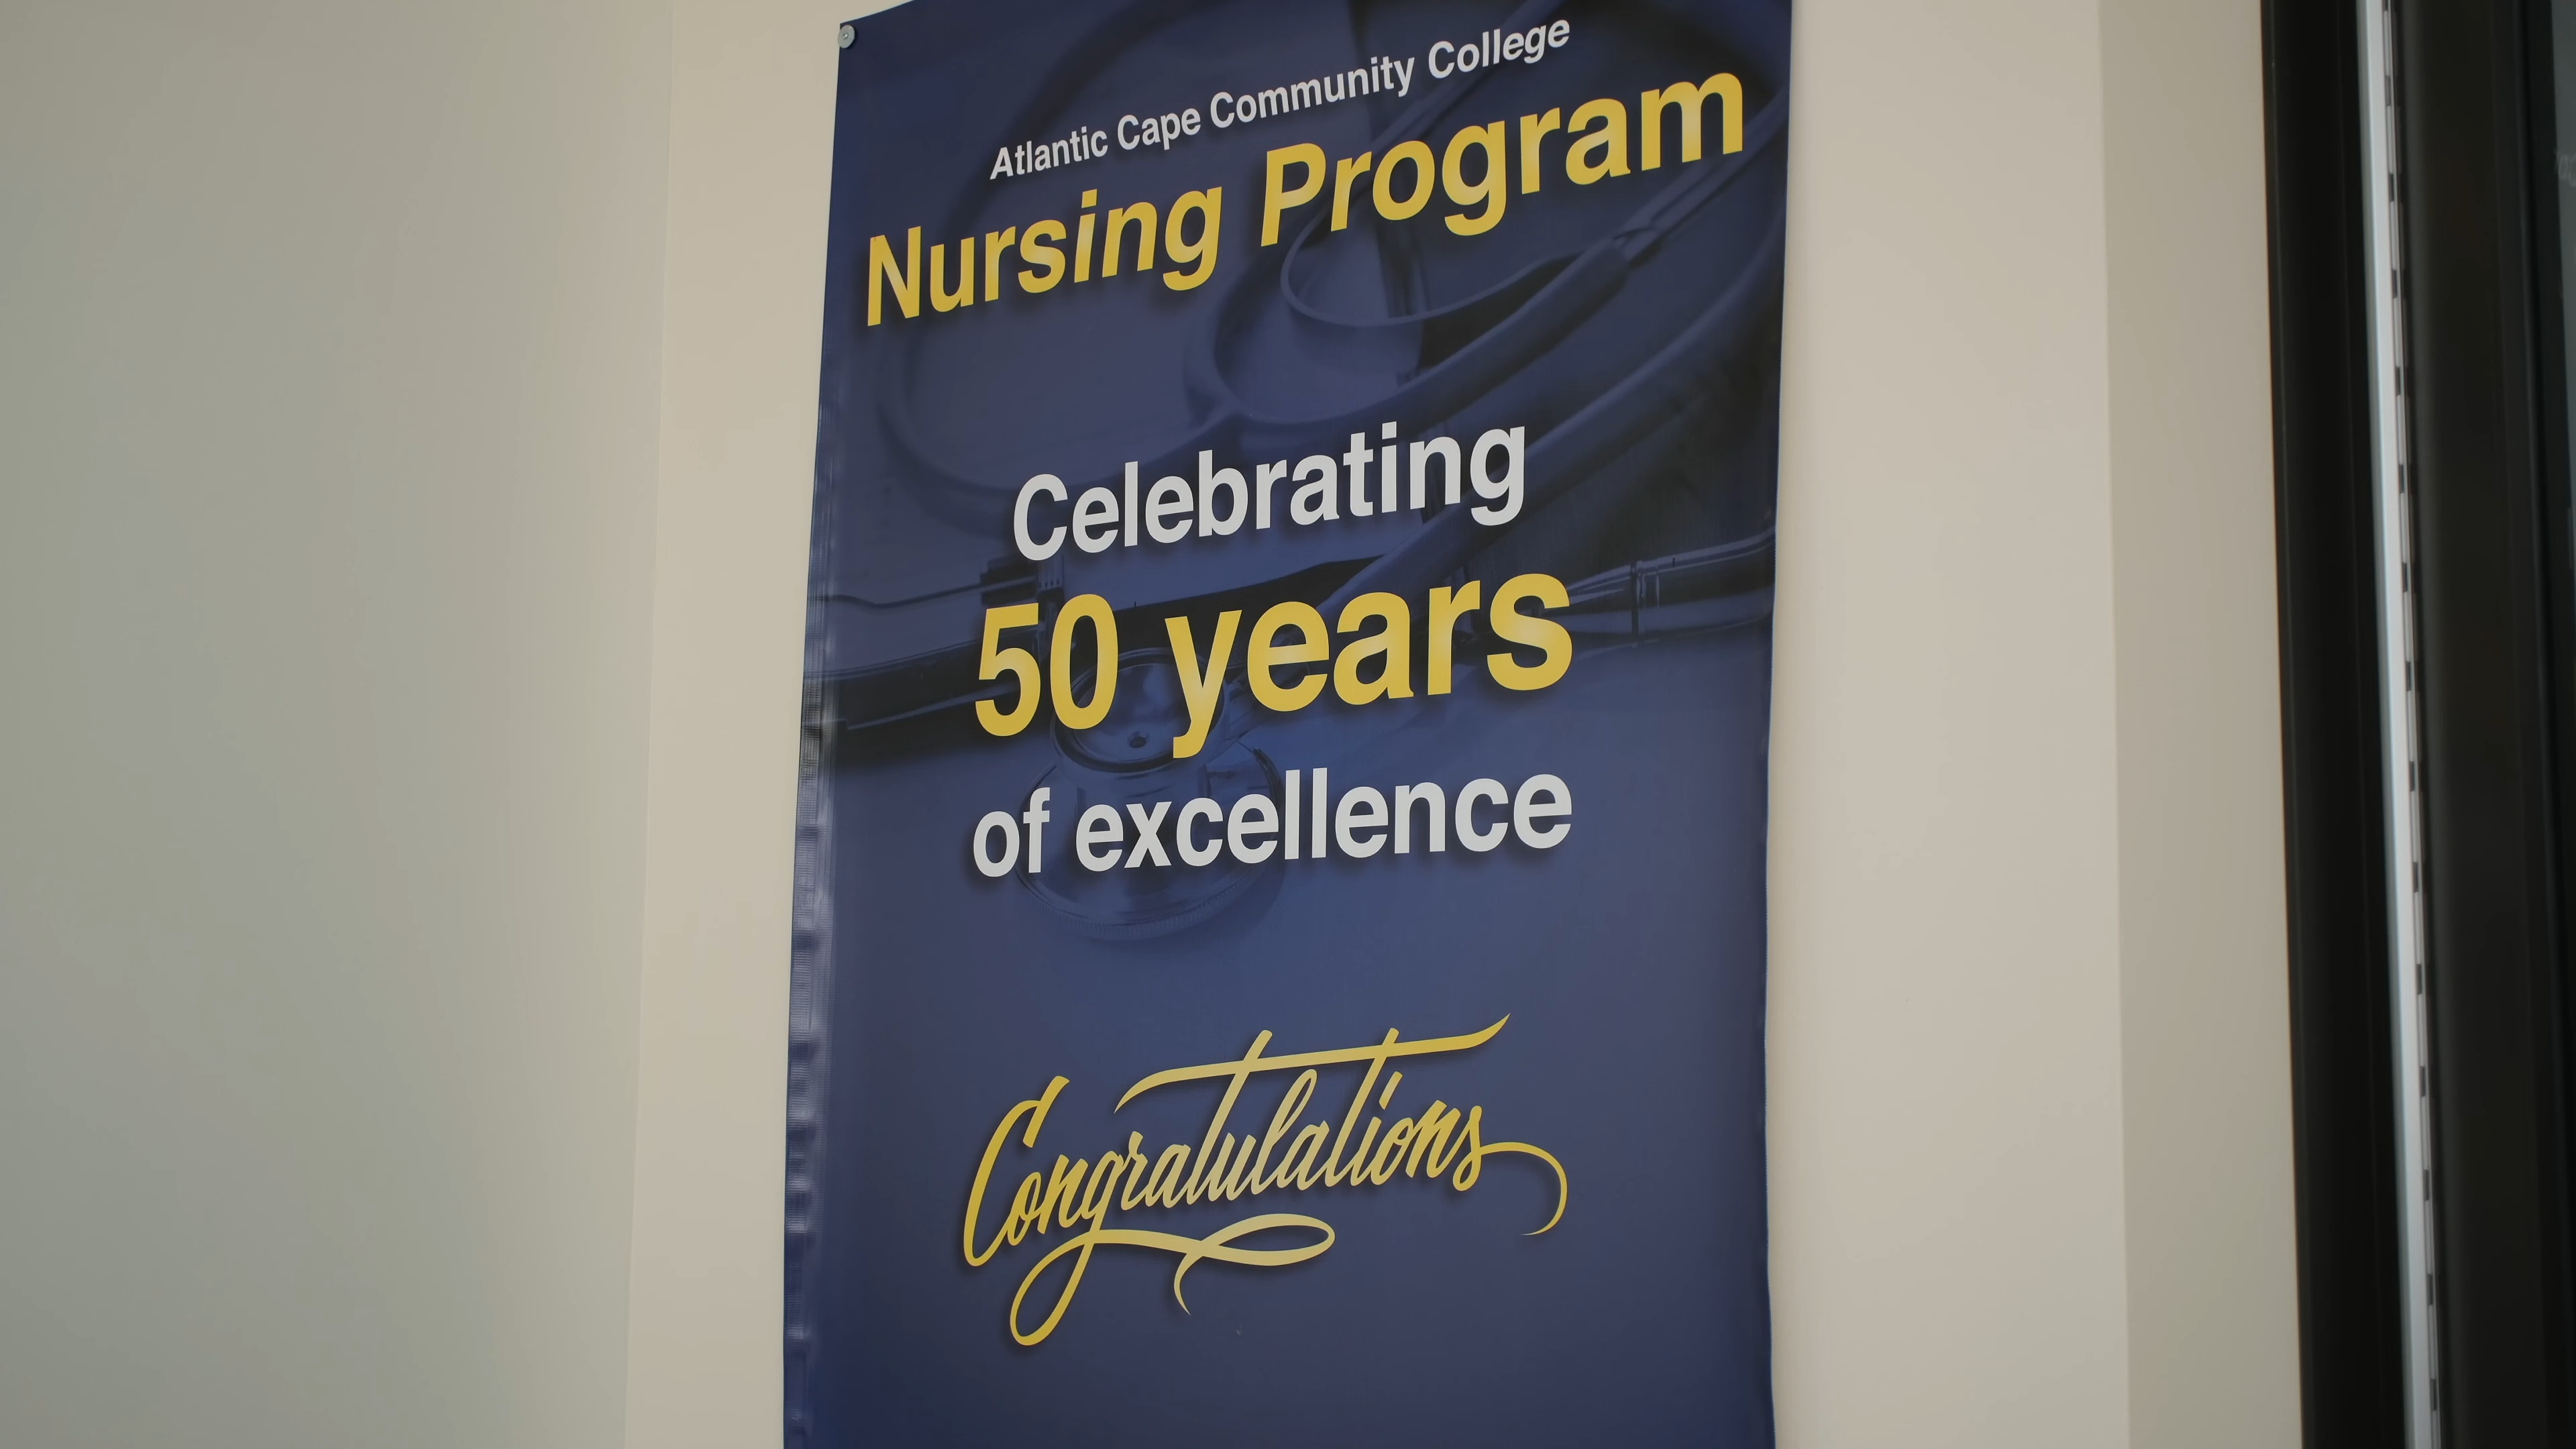 Atlantic Cape Community College
Nursing Program
Celebrating
50 years
of excellence
Congratulations